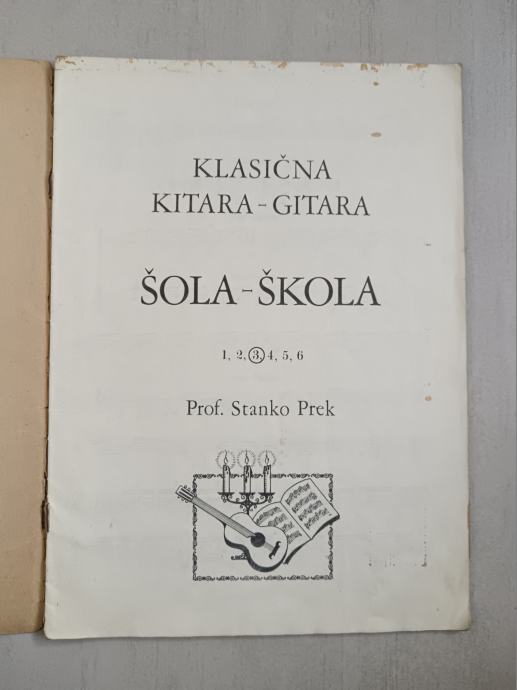 KLASIČNA
KITARA-GITARA
ŠOLA-ŠKOLA
1, 2, 3, 4, 5, 6
Prof. Stanko Prek